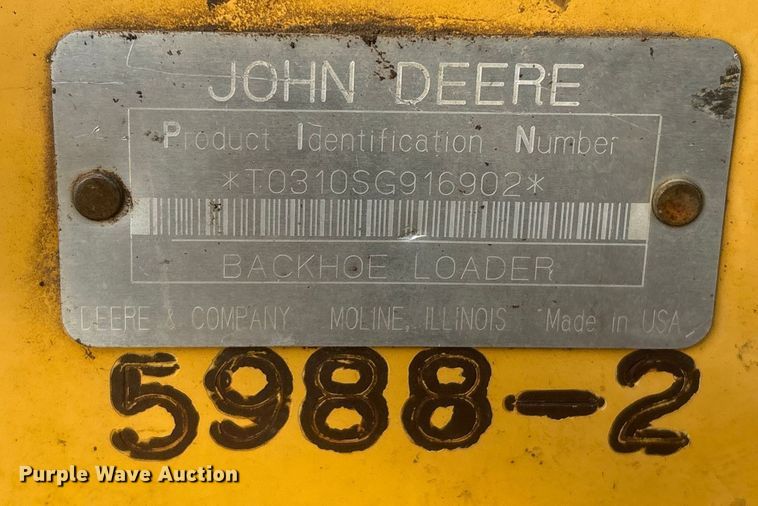 JOHN DEERE
Product Identification Number
*T0310SG916902*
BACKHOE LOADER
DEERE & COMPANY MOLINE, ILLINOIS Made in USA
5988-2
Purple Wave Auction